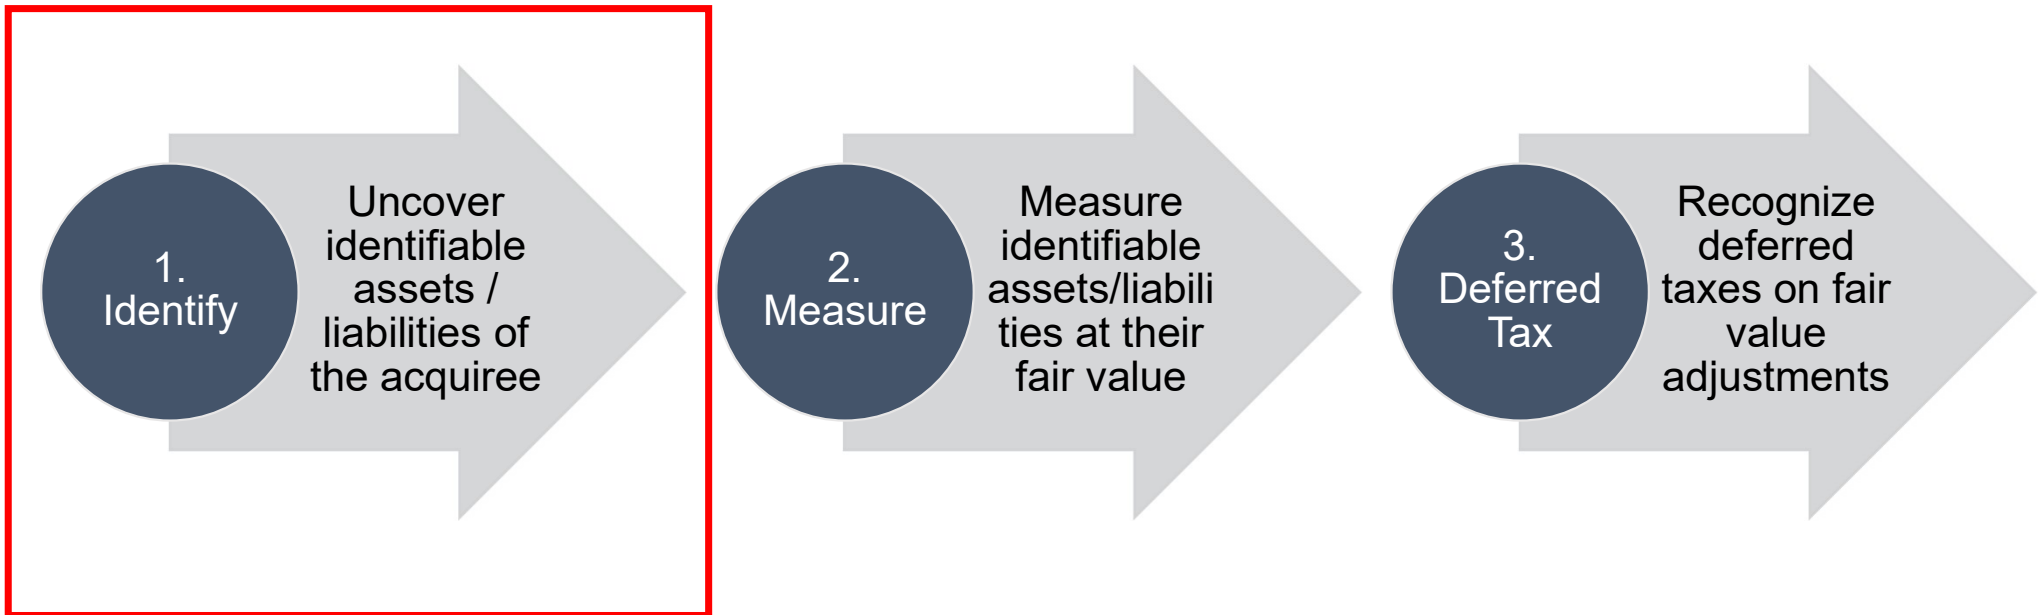 1.
Identify
Uncover
identifiable
assets /
liabilities of
the acquiree
2.
Measure
Measure
identifiable
assets/liabili
ties at their
fair value
3.
Deferred
Tax
Recognize
deferred
taxes on fair
value
adjustments